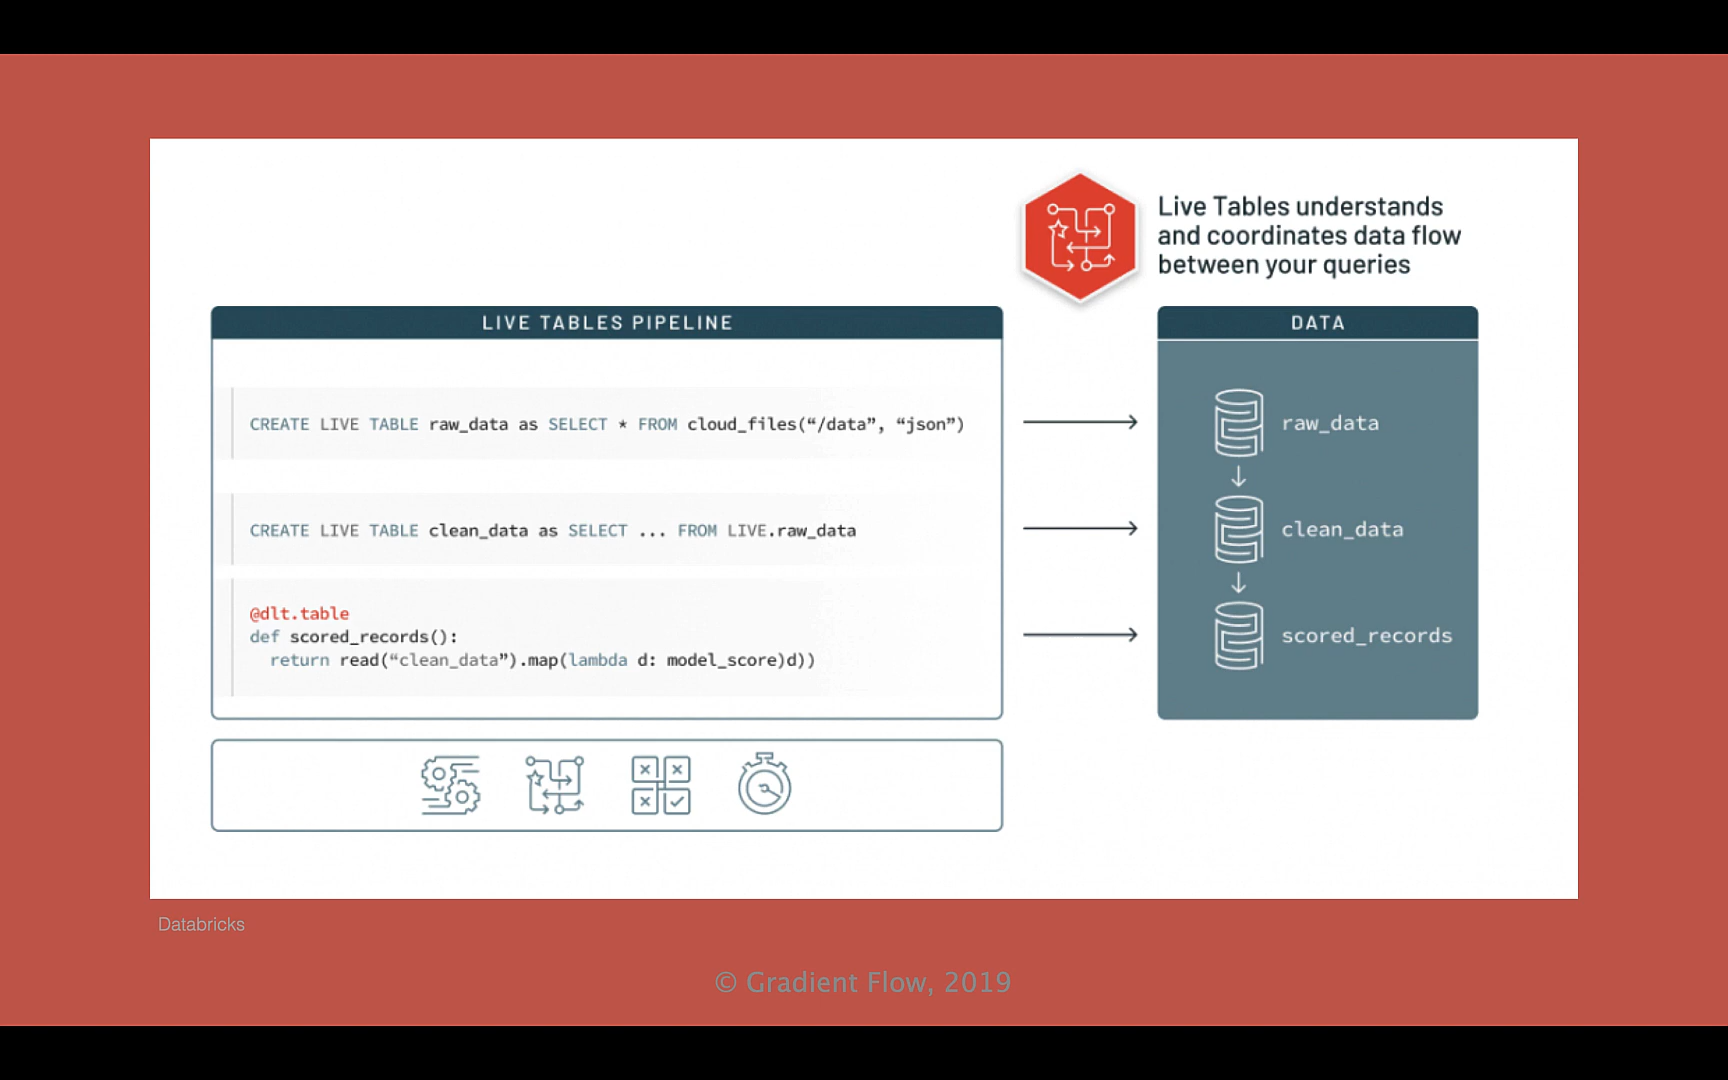 Live Tables understands
and coordinates data flow
between your queries
LIVE TABLES PIPELINE
CREATE LIVE TABLE raw_data as SELECT * FROM cloud_files(“/data”, “json”)
CREATE LIVE TABLE clean_data as SELECT ... FROM LIVE.raw_data
@dlt.table
def scored_records():
return read(“clean_data”).map(lambda d: model_score)d))
DATA
raw_data
clean_data
scored_records
Databricks
© Gradient Flow, 2019